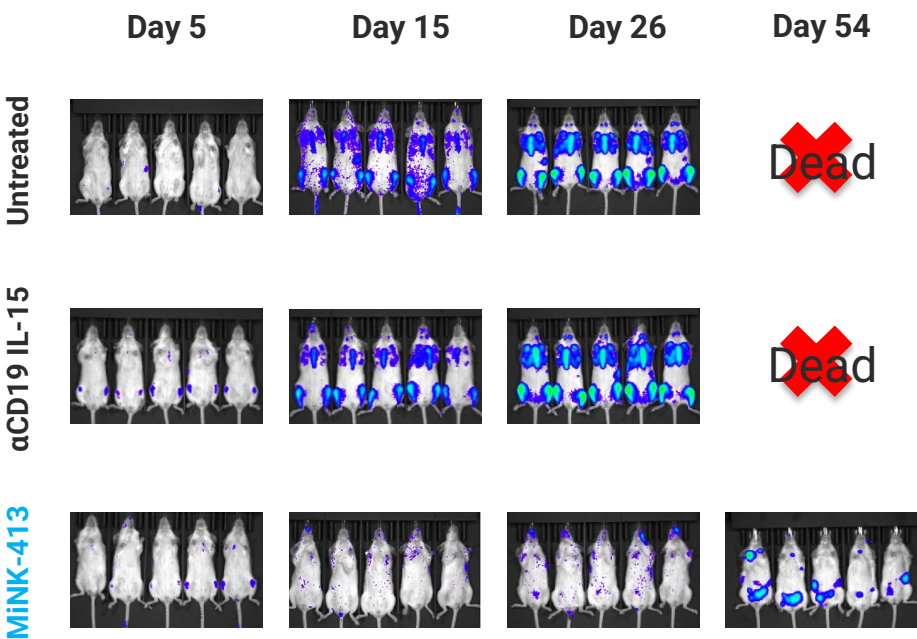 Day 5 Day 15 Day 26 Day 54
Untreated
Dead
αCD19 IL-15
Dead
MiNK-413